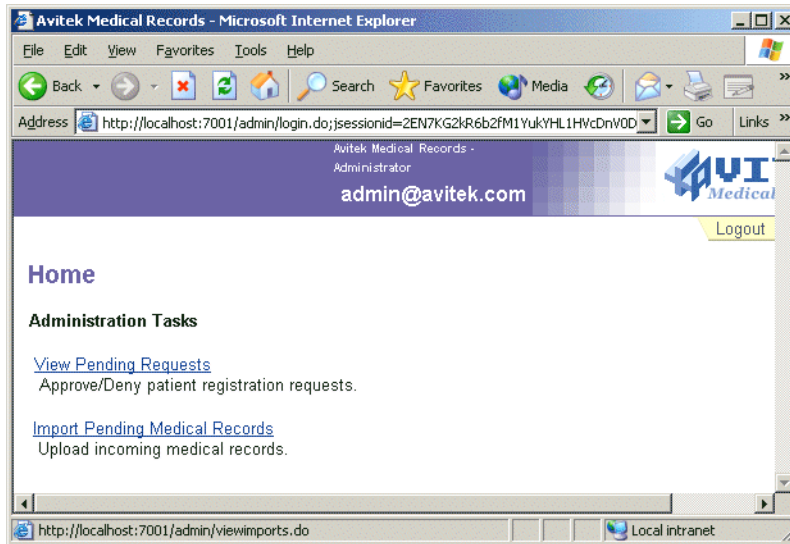 Avitek Medical Records - Microsoft Internet Explorer
File Edit View Favorites Tools Help
Back Search Favorites Media »
Address http://localhost:7001/admin/login.do;jsessionid=2EN7KG2kR6b2fM1YukYHL1HVcDnV0D Go Links »
Avitek Medical Records -
Administrator
admin@avitek.com
AVIT
Medical
Logout
Home
Administration Tasks
View Pending Requests
Approve/Deny patient registration requests.
Import Pending Medical Records
Upload incoming medical records.
http://localhost:7001/admin/viewimports.do Local intranet